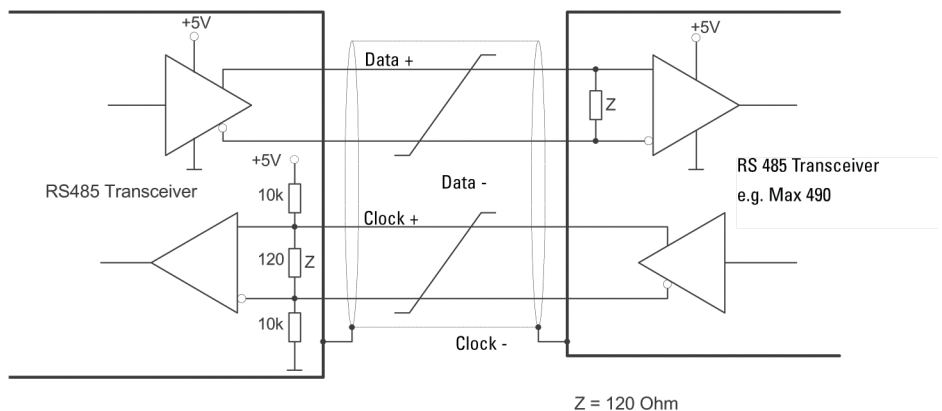 +5V
+5V
Data +
Z
+5V
RS485 Transceiver
10k
Data -
RS 485 Transceiver
e.g. Max 490
Clock +
120
Z
10k
Clock -
Z = 120 Ohm